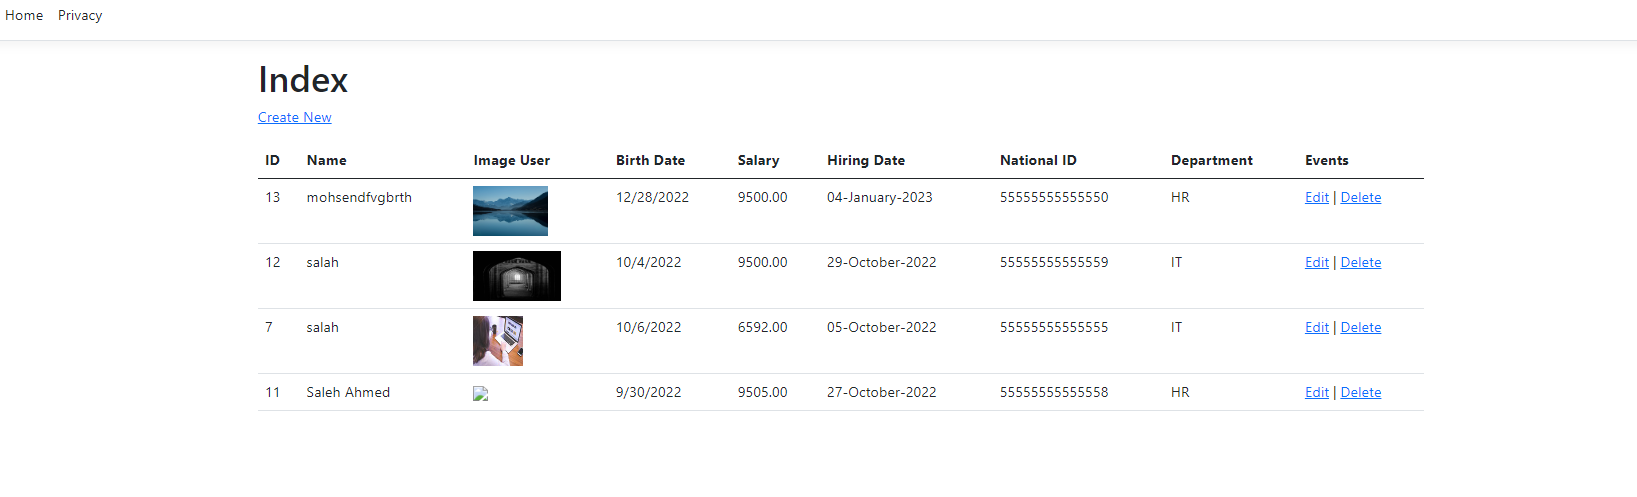 Home Privacy
Index
Create New
ID Name Image User Birth Date Salary Hiring Date National ID Department Events
13 mohsendfvgbrth 12/28/2022 9500.00 04-January-2023 55555555555550 HR Edit | Delete
12 salah 10/4/2022 9500.00 29-October-2022 55555555555559 IT Edit | Delete
7 salah 10/6/2022 6592.00 05-October-2022 55555555555555 IT Edit | Delete
11 Saleh Ahmed 9/30/2022 9505.00 27-October-2022 55555555555558 HR Edit | Delete